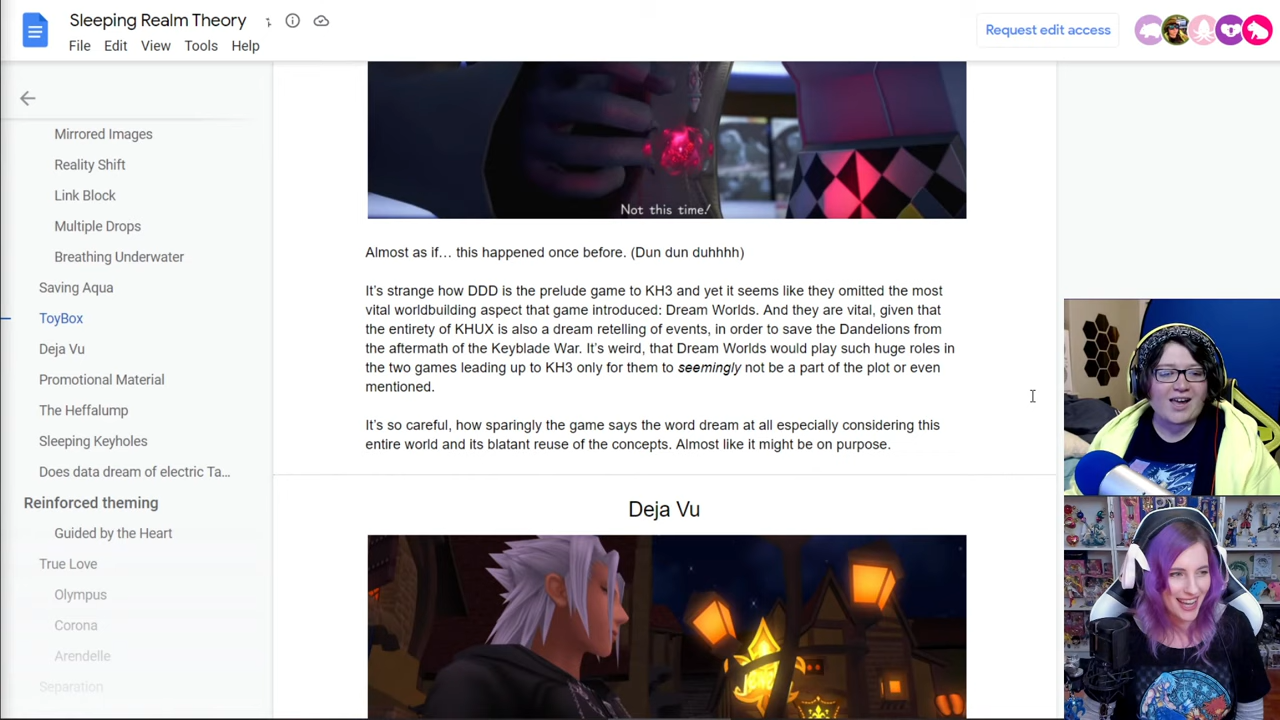 Sleeping Realm Theory
Request edit access
File Edit View Tools Help
Mirrored Images
Reality Shift
Link Block
Multiple Drops
Breathing Underwater
Saving Aqua
ToyBox
Deja Vu
Promotional Material
The Heffalump
Sleeping Keyholes
Does data dream of electric Ta...
Reinforced theming
Guided by the Heart
True Love
Olympus
Corona
Arendelle
Separation
Not this time!
Almost as if… this happened once before. (Dun dun duhhhh)
It’s strange how DDD is the prelude game to KH3 and yet it seems like they omitted the most
vital worldbuilding aspect that game introduced: Dream Worlds. And they are vital, given that
the entirety of KHUX is also a dream retelling of events, in order to save the Dandelions from
the aftermath of the Keyblade War. It’s weird, that Dream Worlds would play such huge roles in
the two games leading up to KH3 only for them to seemingly not be a part of the plot or even
mentioned.
It’s so careful, how sparingly the game says the word dream at all especially considering this
entire world and its blatant reuse of the concepts. Almost like it might be on purpose.
Deja Vu